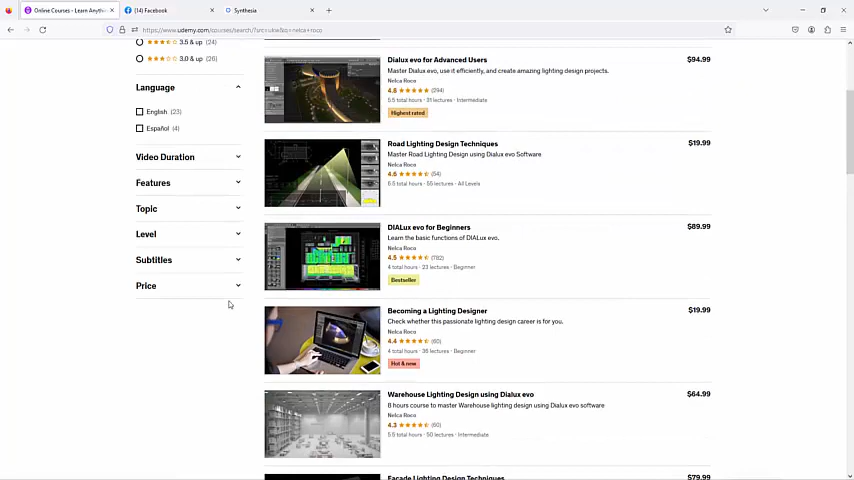 Online Courses - Learn Anythi
(14) Facebook
Synthesia
https://www.udemy.com/courses/search/?src=ukw&q=nelca+roco
3.5 & up (24)
3.0 & up (26)
Language
English (23)
Español (4)
Video Duration
Features
Topic
Level
Subtitles
Price
Dialux evo for Advanced Users
$94.99
Master Dialux evo, use it efficiently, and create amazing lighting design projects.
Nelca Roco
4.8 (294)
5.5 total hours · 31 lectures · Intermediate
Highest rated
Road Lighting Design Techniques
$19.99
Master Road Lighting Design using Dialux evo Software
Nelca Roco
4.6 (54)
5.5 total hours · 55 lectures · All Levels
DIALux evo for Beginners
$89.99
Learn the basic functions of DIALux evo.
Nelca Roco
4.5 (782)
4 total hours · 23 lectures · Beginner
Bestseller
Becoming a Lighting Designer
$19.99
Check whether this passionate lighting design career is for you.
Nelca Roco
4.4 (60)
4 total hours · 36 lectures · Beginner
Hot & new
Warehouse Lighting Design using Dialux evo
$64.99
8 hours course to master Warehouse lighting design using Dialux evo software
Nelca Roco
4.3 (60)
5.5 total hours · 50 lectures · Intermediate
Facade Lighting Design Techniques
$79.99